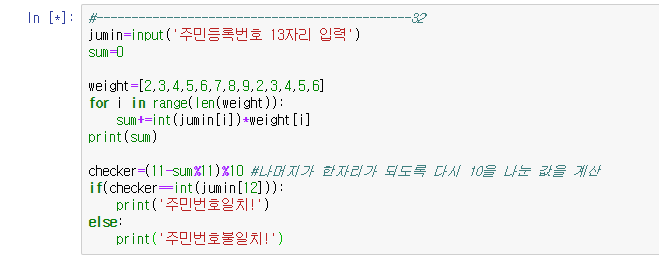 In [*]: #----------------------------------------32
jumin=input('주민등록번호 13자리 입력')
sum=0
weight=[2,3,4,5,6,7,8,9,2,3,4,5,6]
for i in range(len(weight)):
    sum+=int(jumin[i])*weight[i]
print(sum)
checker=(11-sum%11)%10 #나머지가 한자리가 되도록 다시 10을 나눈 값을 계산
if(checker==int(jumin[12])):
    print('주민번호일치!')
else:
    print('주민번호불일치!')